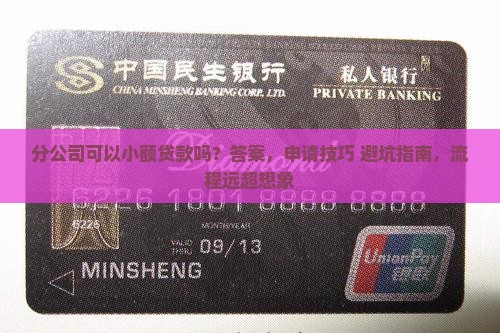 中国民生银行
CHINA MINSHENG BANKING CORP., LTD.
私人银行
PRIVATE BANKING
分公司可以小额贷款吗？答案，申请技巧 避坑指南，流
程远超想象
6226 1801 8888 8888
6226
MONTH/YEAR
VALID
THRU
09/13
MINSHENG
UnionPay
银联